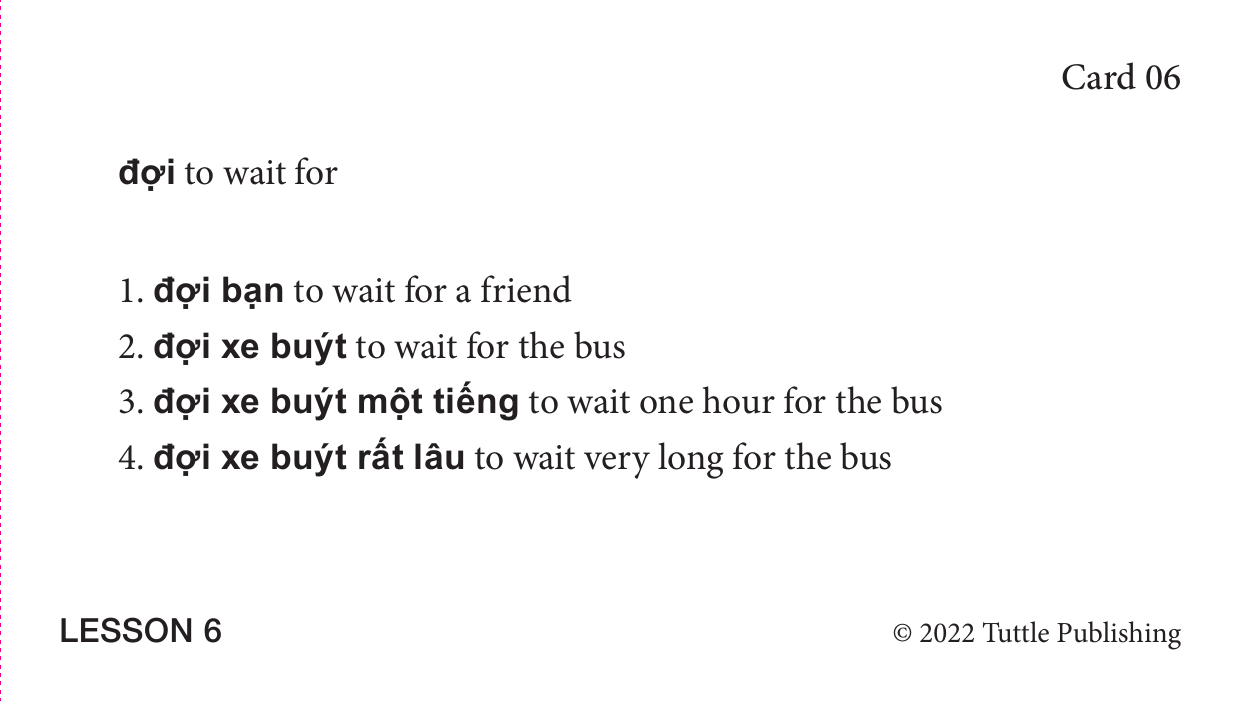 Card 06
đợi to wait for
1. đợi bạn to wait for a friend
2. đợi xe buýt to wait for the bus
3. đợi xe buýt một tiếng to wait one hour for the bus
4. đợi xe buýt rất lâu to wait very long for the bus
LESSON 6
© 2022 Tuttle Publishing